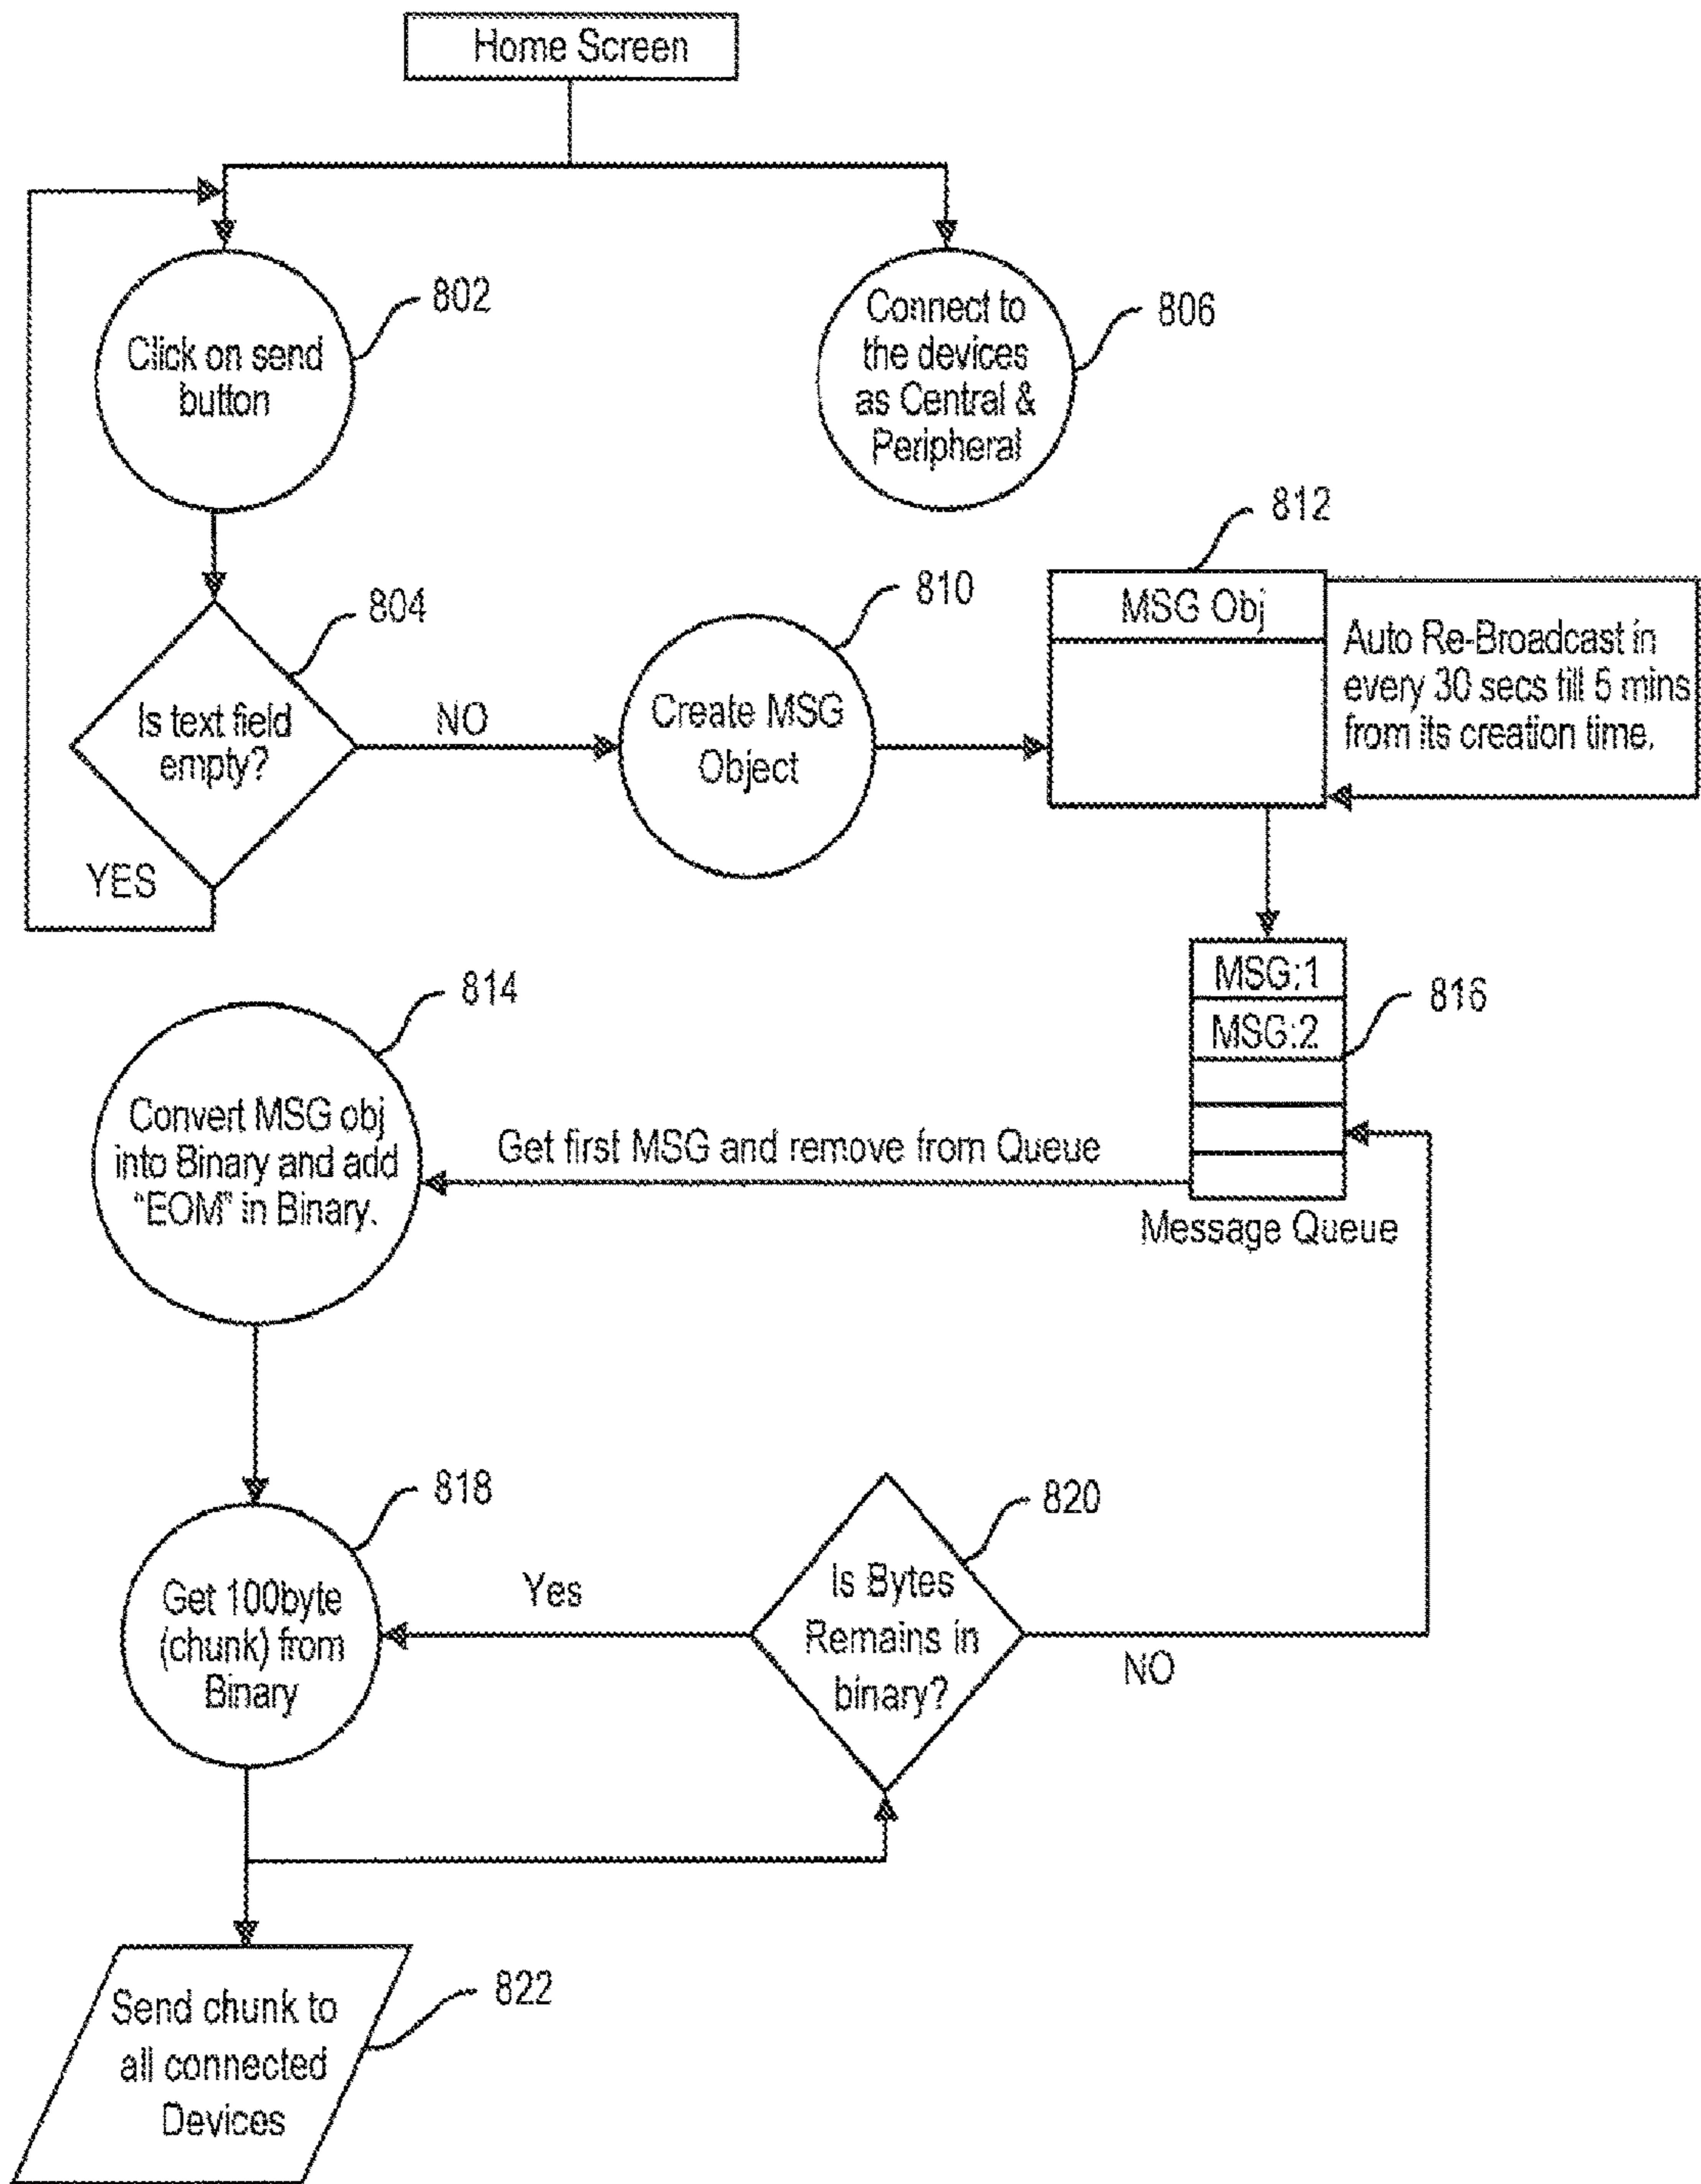 Home Screen
802
Click on send
button
806
Connect to
the devices
as Central &
Peripheral
804
Is text field
empty?
NO
YES
810
Create MSG
Object
812
MSG Obj
Auto Re-Broadcast in
every 30 secs till 5 mins
from its creation time.
MSG:1
MSG:2
816
Message Queue
Get first MSG and remove from Queue
814
Convert MSG obj
into Binary and add
“EOM” in Binary.
818
Get 100byte
(chunk) from
Binary
Yes
820
Is Bytes
Remains in
binary?
NO
822
Send chunk to
all connected
Devices